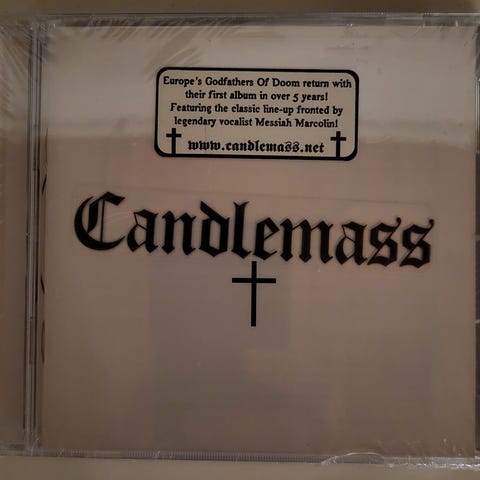 Europe's Godfathers Of Doom return with
their first album in over 5 years!
Featuring the classic line-up fronted by
legendary vocalist Messiah Marcolin!
www.candlemass.net
Candlemass